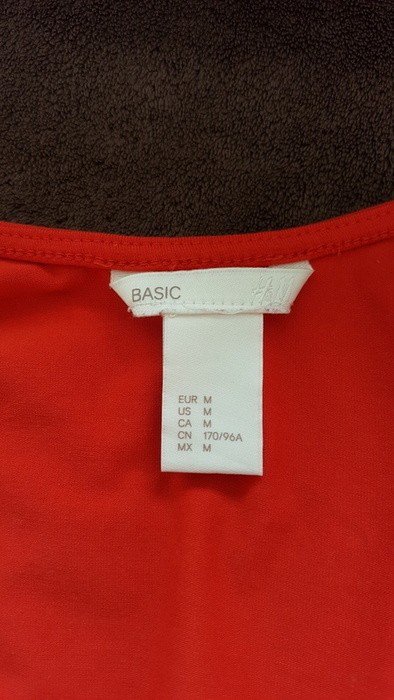 BASIC H&M
EUR M
US M
CA M
CN 170/96A
MX M